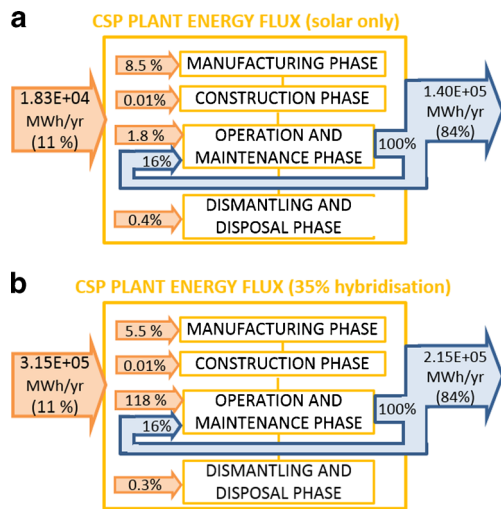 a
CSP PLANT ENERGY FLUX (solar only)
8.5 %
MANUFACTURING PHASE
1.83E+04
MWh/yr
(11 %)
0.01%
CONSTRUCTION PHASE
1.40E+05
MWh/yr
(84%)
1.8 %
OPERATION AND
MAINTENANCE PHASE
100%
16%
DISMANTLING AND
DISPOSAL PHASE
0.4%
b
CSP PLANT ENERGY FLUX (35% hybridisation)
5.5 %
MANUFACTURING PHASE
3.15E+05
MWh/yr
(11 %)
0.01%
CONSTRUCTION PHASE
2.15E+05
MWh/yr
(84%)
118 %
OPERATION AND
MAINTENANCE PHASE
100%
16%
DISMANTLING AND
DISPOSAL PHASE
0.3%